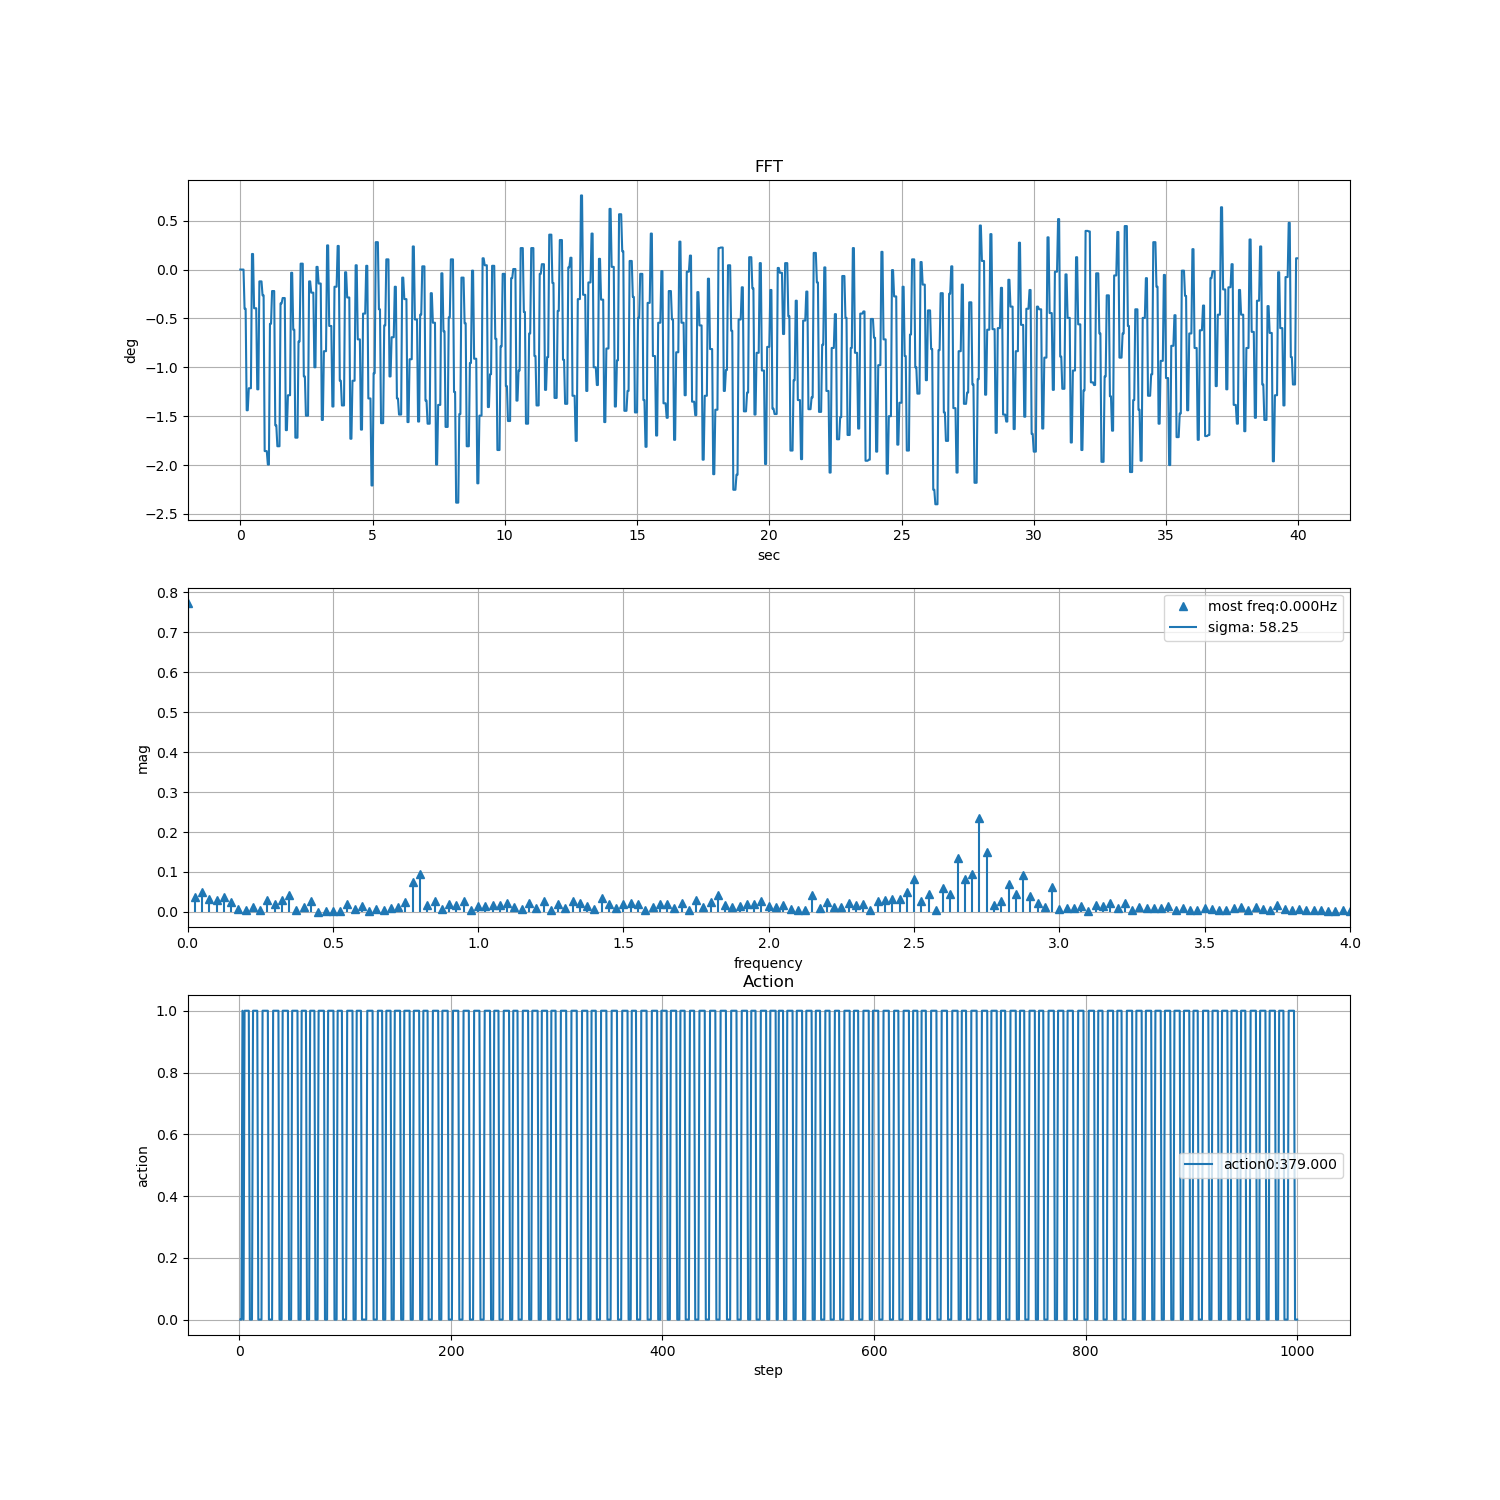 FFT
0.5
0.0
−0.5
−1.0
−1.5
−2.0
−2.5
deg
0 5 10 15 20 25 30 35 40
sec
0.8
0.7
0.6
0.5
0.4
0.3
0.2
0.1
0.0
mag
most freq:0.000Hz
sigma: 58.25
0.0 0.5 1.0 1.5 2.0 2.5 3.0 3.5 4.0
frequency
Action
1.0
0.8
0.6
0.4
0.2
0.0
action
action0:379.000
0 200 400 600 800 1000
step